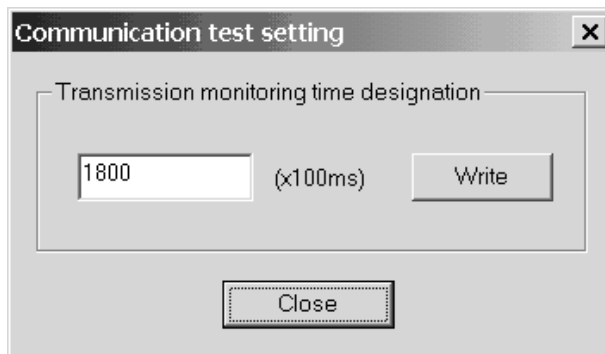 Communication test setting
Transmission monitoring time designation
1800 (x100ms) Write
Close